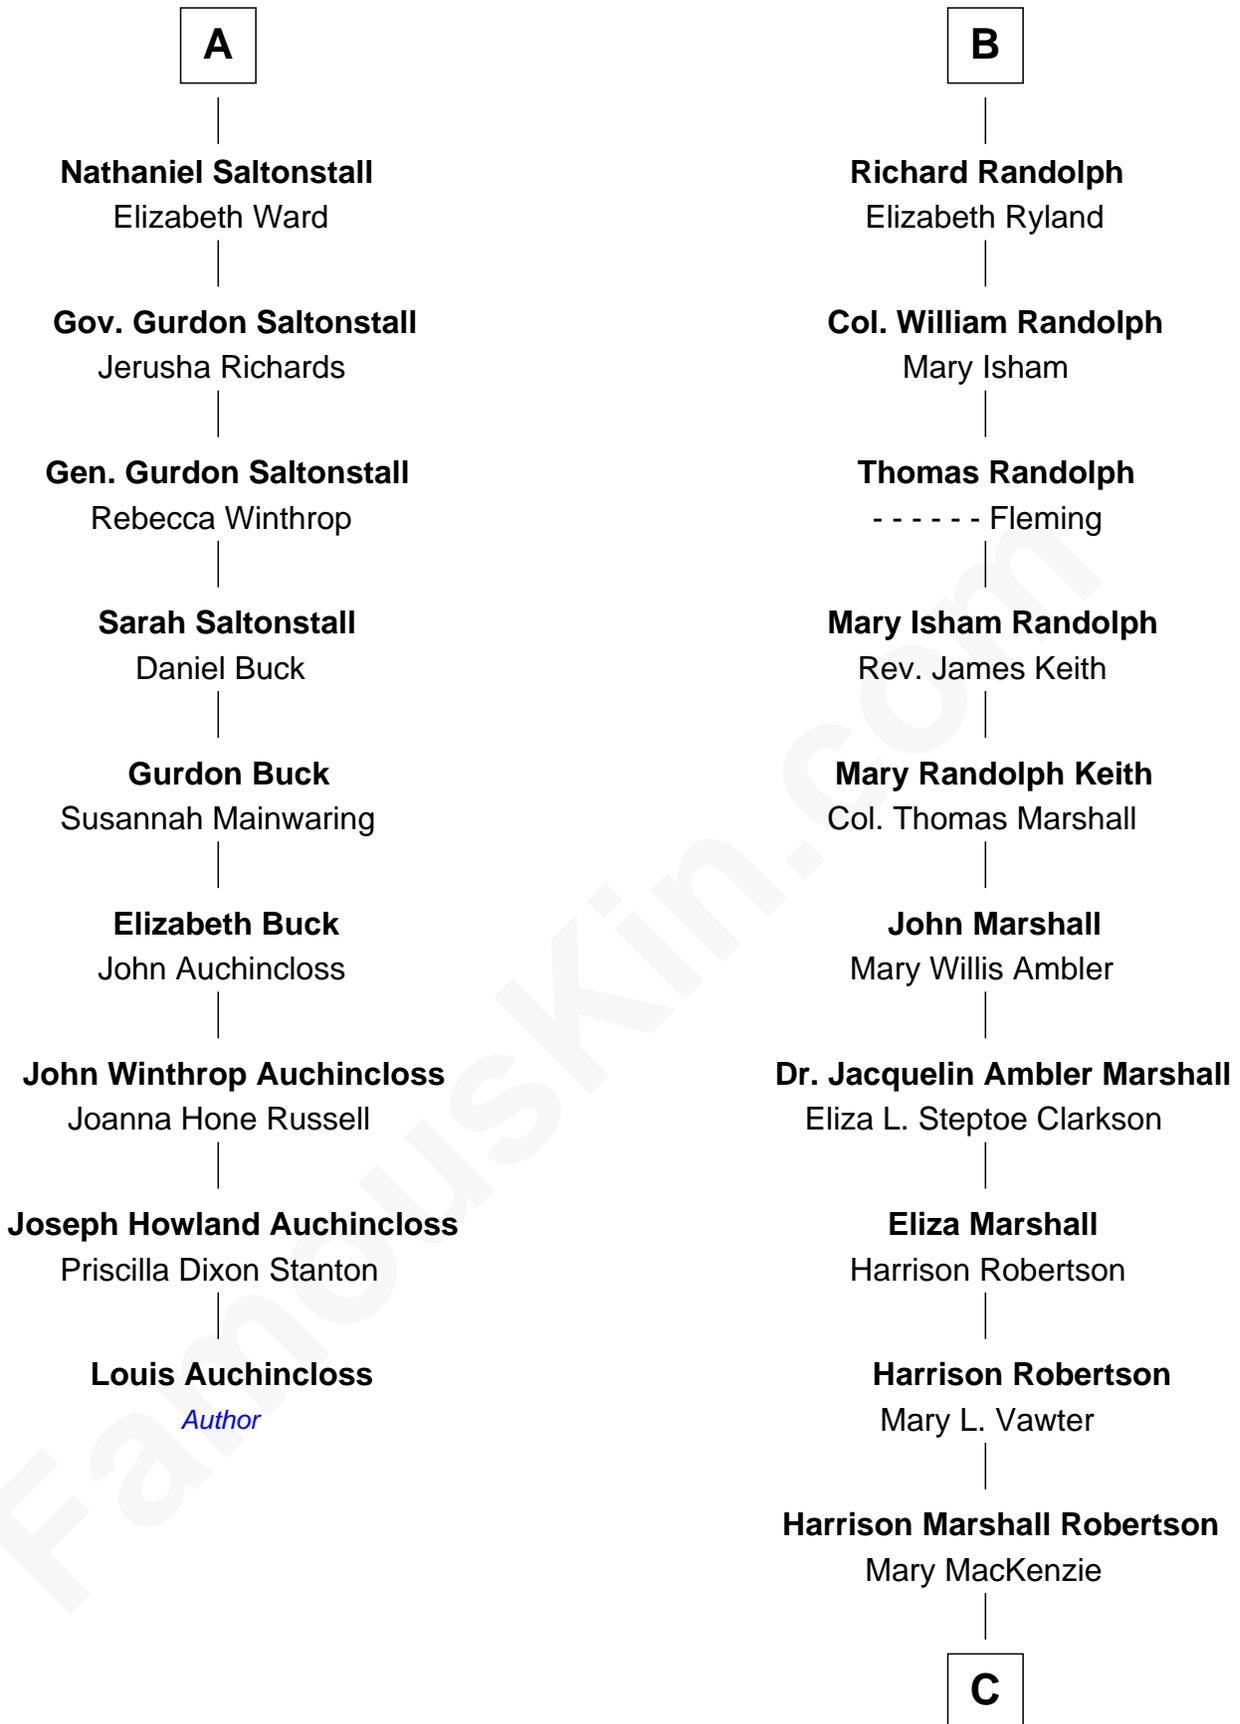 A
Nathaniel Saltonstall
Elizabeth Ward
Gov. Gurdon Saltonstall
Jerusha Richards
Gen. Gurdon Saltonstall
Rebecca Winthrop
Sarah Saltonstall
Daniel Buck
Gurdon Buck
Susannah Mainwaring
Elizabeth Buck
John Auchincloss
John Winthrop Auchincloss
Joanna Hone Russell
Joseph Howland Auchincloss
Priscilla Dixon Stanton
Louis Auchincloss
Author
B
Richard Randolph
Elizabeth Ryland
Col. William Randolph
Mary Isham
Thomas Randolph
- - - - - - Fleming
Mary Isham Randolph
Rev. James Keith
Mary Randolph Keith
Col. Thomas Marshall
John Marshall
Mary Willis Ambler
Dr. Jacquelin Ambler Marshall
Eliza L. Steptoe Clarkson
Eliza Marshall
Harrison Robertson
Harrison Robertson
Mary L. Vawter
Harrison Marshall Robertson
Mary MacKenzie
C
FamousKin.com